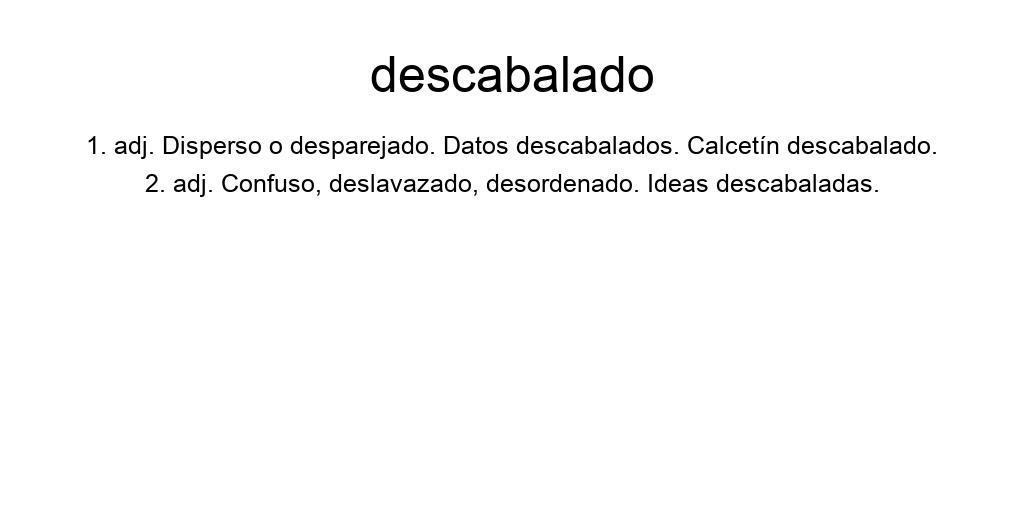 descabalado
1. adj. Disperso o desparejado. Datos descabalados. Calcetín descabalado.
2. adj. Confuso, deslavazado, desordenado. Ideas descabaladas.